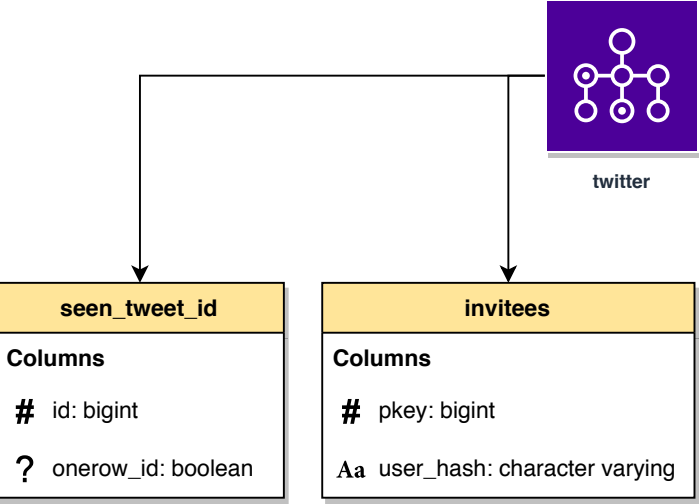 twitter
seen_tweet_id
Columns
# id: bigint
? onerow_id: boolean
invitees
Columns
# pkey: bigint
Aa user_hash: character varying